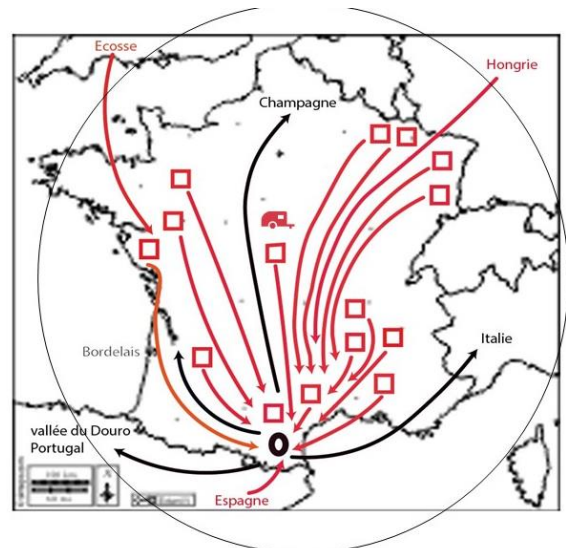 Ecosse
Hongrie
Champagne
Bordelais
Italie
vallée du Douro
Portugal
Espagne